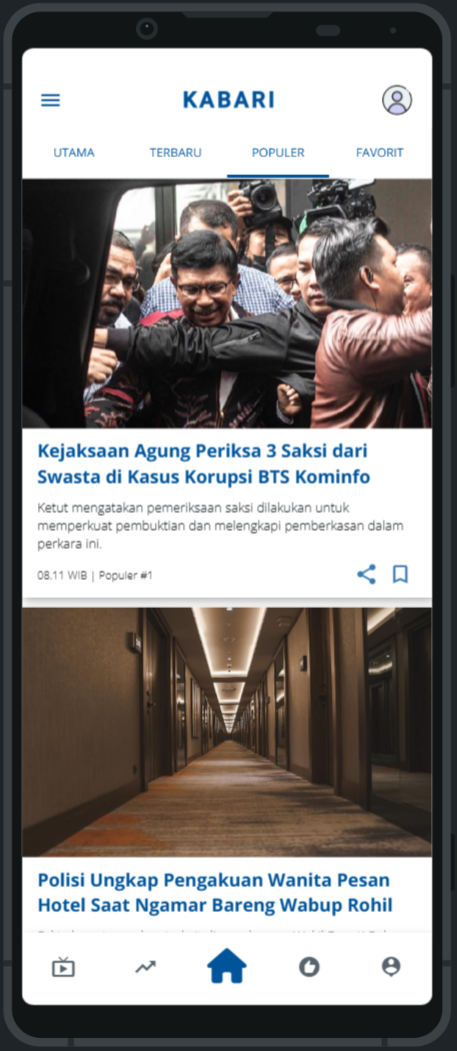 KABARI
UTAMA TERBARU POPULER FAVORIT
Kejaksaan Agung Periksa 3 Saksi dari
Swasta di Kasus Korupsi BTS Kominfo
Ketut mengatakan pemeriksaan saksi dilakukan untuk
memperkuat pembuktian dan melengkapi pemberkasan dalam
perkara ini.
08.11 WIB | Populer #1
Polisi Ungkap Pengakuan Wanita Pesan
Hotel Saat Ngamar Bareng Wabup Rohil